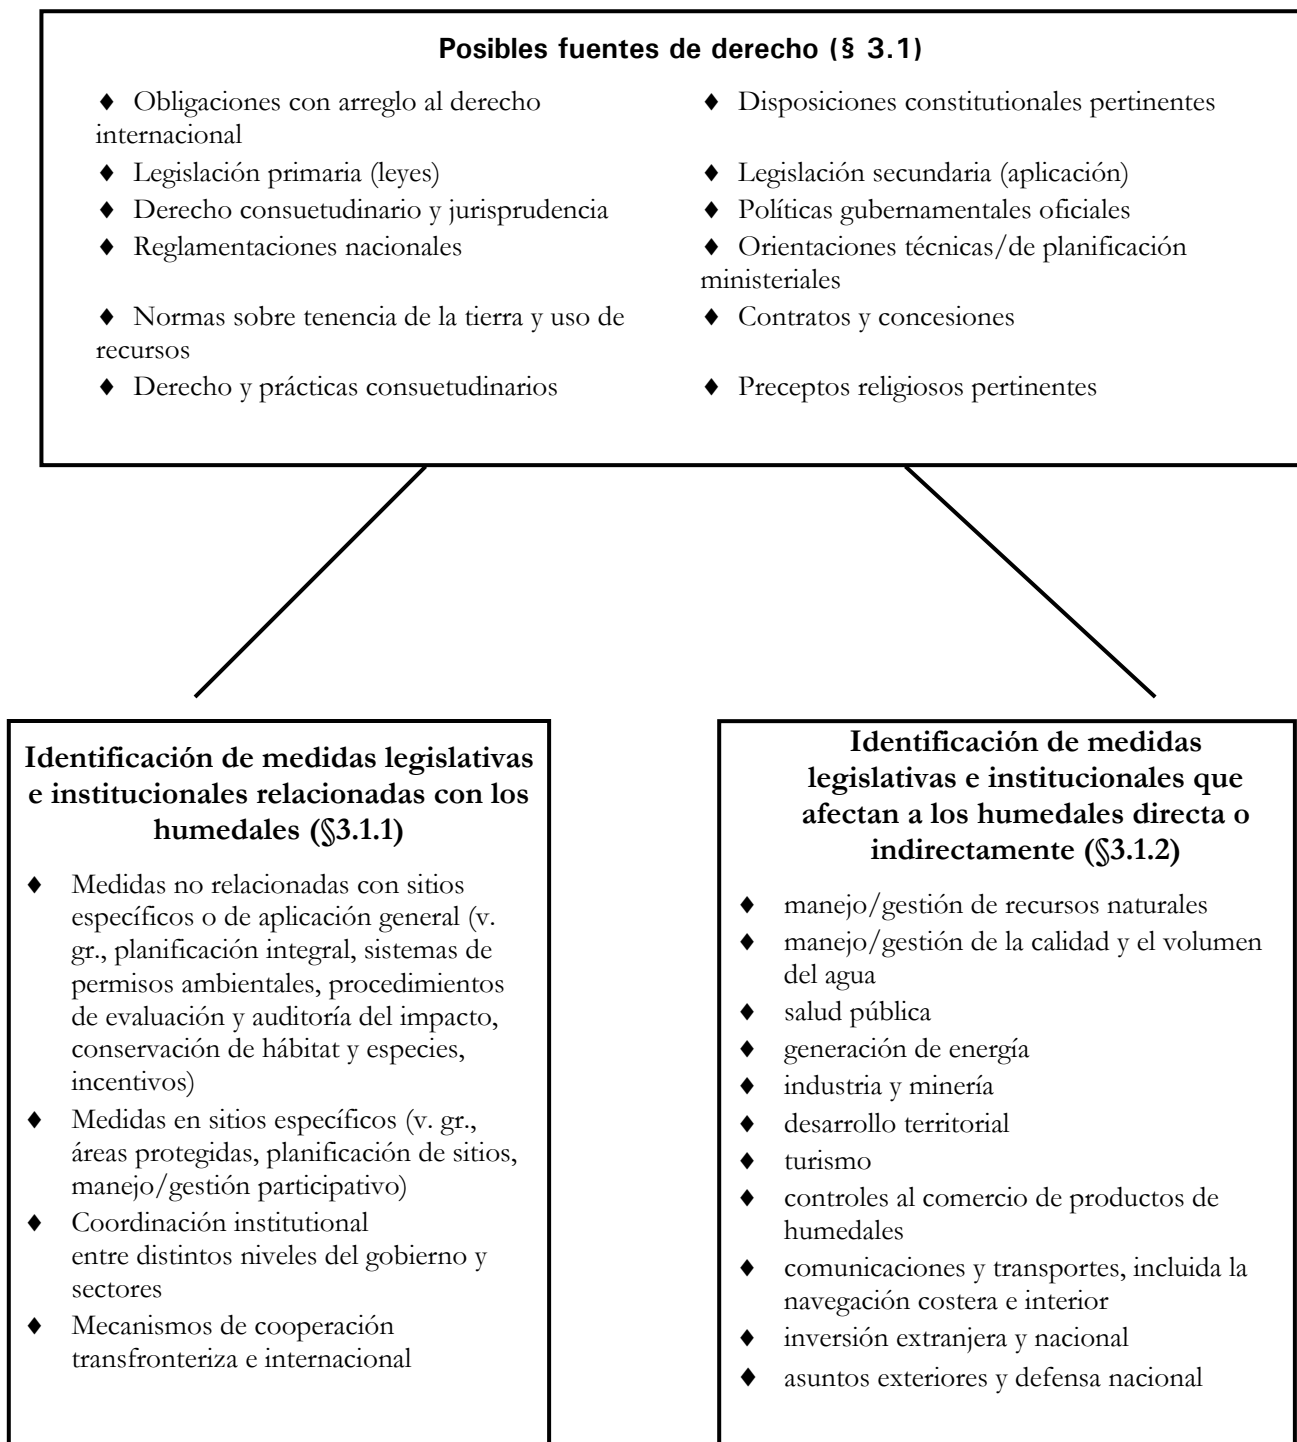 Posibles fuentes de derecho (§ 3.1)
♦ Obligaciones con arreglo al derecho
internacional
♦ Disposiciones constitutionales pertinentes
♦ Legislación primaria (leyes)
♦ Legislación secundaria (aplicación)
♦ Derecho consuetudinario y jurisprudencia
♦ Políticas gubernamentales oficiales
♦ Reglamentaciones nacionales
♦ Orientaciones técnicas/de planificación
ministeriales
♦ Normas sobre tenencia de la tierra y uso de
recursos
♦ Contratos y concesiones
♦ Derecho y prácticas consuetudinarios
♦ Preceptos religiosos pertinentes
Identificación de medidas legislativas
e institucionales relacionadas con los
humedales (§3.1.1)
♦ Medidas no relacionadas con sitios
específicos o de aplicación general (v.
gr., planificación integral, sistemas de
permisos ambientales, procedimientos
de evaluación y auditoría del impacto,
conservación de hábitat y especies,
incentivos)
♦ Medidas en sitios específicos (v. gr.,
áreas protegidas, planificación de sitios,
manejo/gestión participativo)
♦ Coordinación institutional
entre distintos niveles del gobierno y
sectores
♦ Mecanismos de cooperación
transfronteriza e internacional
Identificación de medidas
legislativas e institucionales que
afectan a los humedales directa o
indirectamente (§3.1.2)
♦ manejo/gestión de recursos naturales
♦ manejo/gestión de la calidad y el volumen
del agua
♦ salud pública
♦ generación de energía
♦ industria y minería
♦ desarrollo territorial
♦ turismo
♦ controles al comercio de productos de
humedales
♦ comunicaciones y transportes, incluida la
navegación costera e interior
♦ inversión extranjera y nacional
♦ asuntos exteriores y defensa nacional